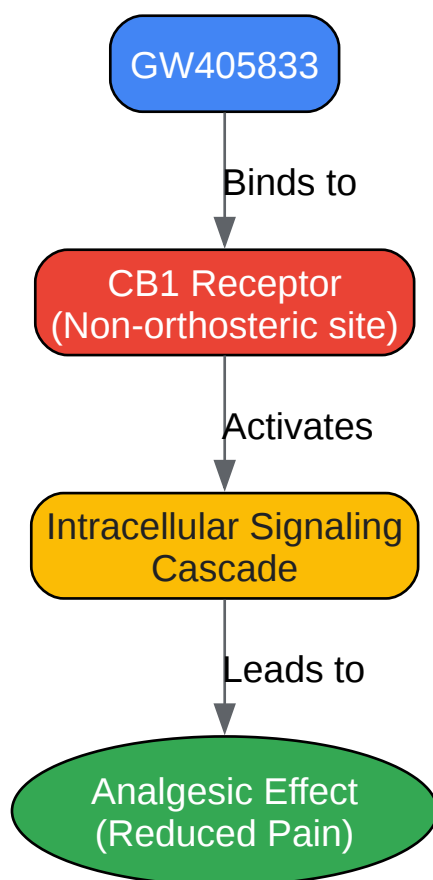 GW405833
Binds to
CB1 Receptor
(Non-orthosteric site)
Activates
Intracellular Signaling
Cascade
Leads to
Analgesic Effect
(Reduced Pain)